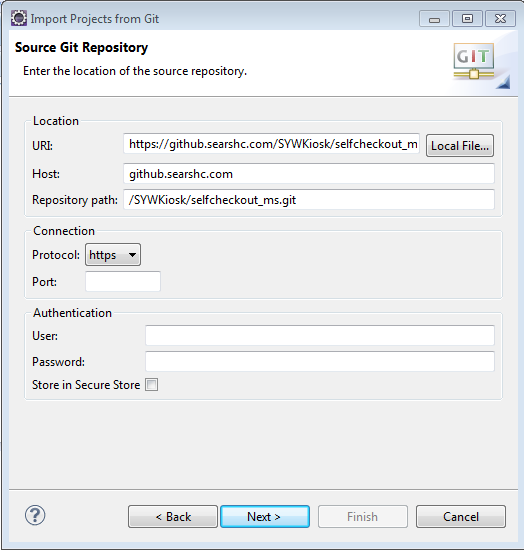 Import Projects from Git
Source Git Repository
Enter the location of the source repository.
GIT
Location
URI: https://github.searshc.com/SYWKiosk/selfcheckout_m Local File...
Host: github.searshc.com
Repository path: /SYWKiosk/selfcheckout_ms.git
Connection
Protocol: https
Port:
Authentication
User:
Password:
Store in Secure Store
? < Back Next > Finish Cancel